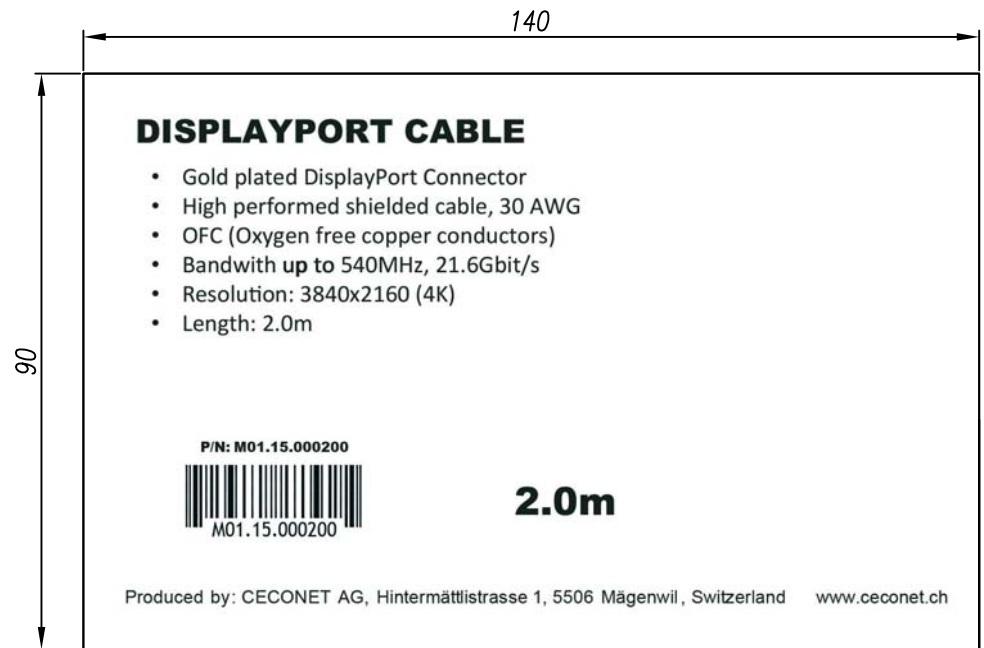 140
90
DISPLAYPORT CABLE
• Gold plated DisplayPort Connector
• High performed shielded cable, 30 AWG
• OFC (Oxygen free copper conductors)
• Bandwith up to 540MHz, 21.6Gbit/s
• Resolution: 3840x2160 (4K)
• Length: 2.0m
P/N: M01.15.000200
M01.15.000200
2.0m
Produced by: CECONET AG, Hintermättlistrasse 1, 5506 Mägenwil, Switzerland www.ceconet.ch